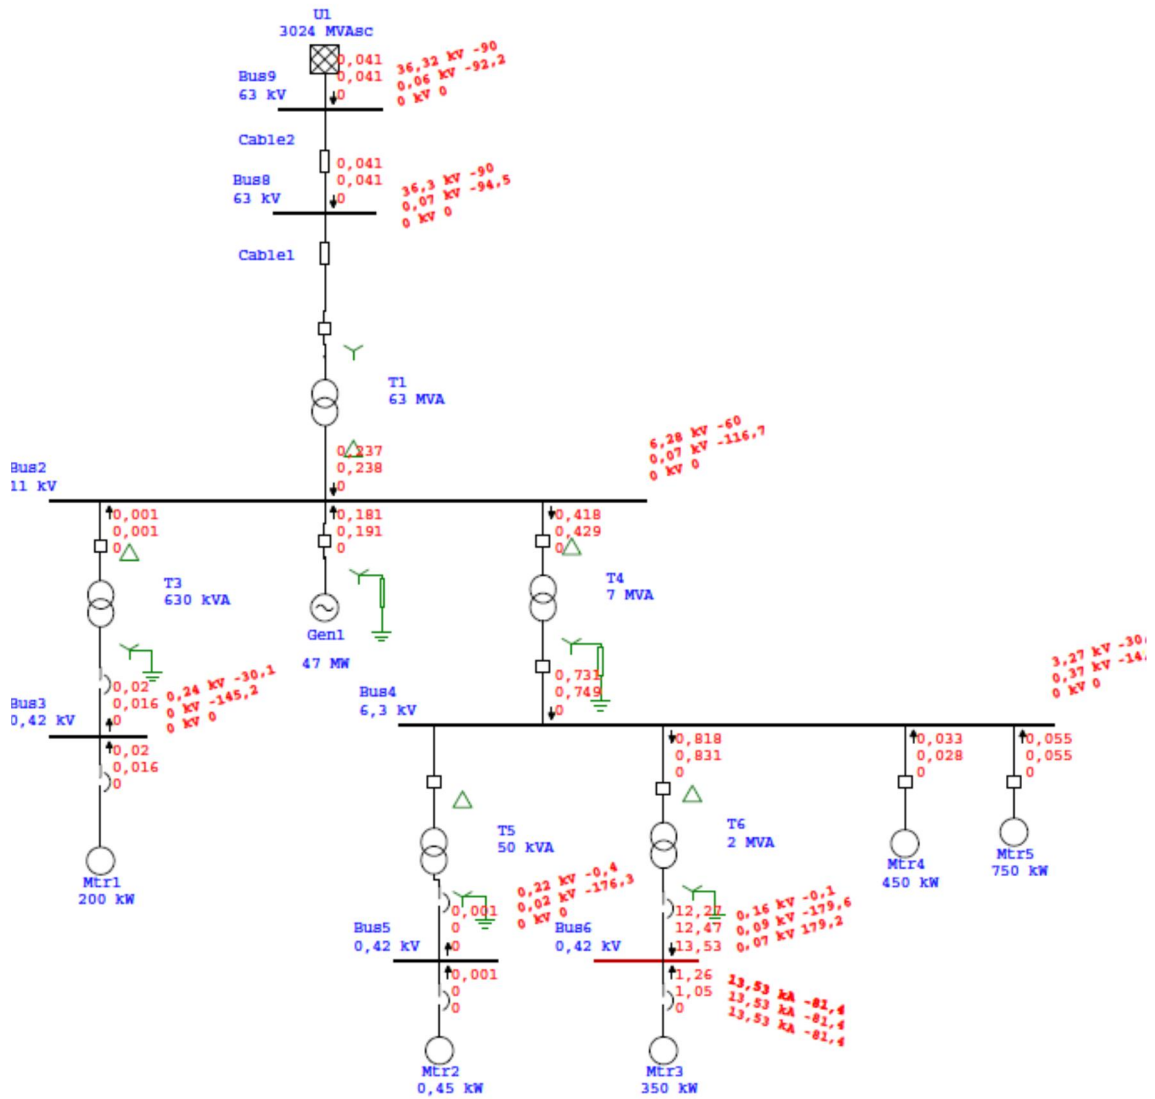 U1
3024 MVAsc
0,041
0,041
0
36,32 kV -90
0,06 kV -92,2
0 kV 0
Bus9
63 kV
Cable2
0,041
0,041
0
36,3 kV -90
0,07 kV -94,5
0 kV 0
Bus8
63 kV
Cable1
T1
63 MVA
0,237
0,238
0
6,28 kV -60
0,07 kV -116,7
0 kV 0
Bus2
11 kV
0,001
0,001
0
0,181
0,191
0
0,418
0,429
0
T3
630 kVA
Gen1
47 MW
T4
7 MVA
0,02
0,016
0
0,24 kV -30,1
0 kV -145,2
0 kV 0
Bus3
0,42 kV
0,02
0,016
0
Mtr1
200 kW
0,731
0,749
0
3,27 kV -30,
0,37 kV -14
0 kV 0
Bus4
6,3 kV
0,818
0,831
0
0,033
0,028
0
0,055
0,055
0
T5
50 kVA
T6
2 MVA
Mtr4
450 kW
Mtr5
750 kW
0,001
0
0
0,22 kV -0,4
0,02 kV -176,3
0 kV 0
Bus5
0,42 kV
0,001
0
0
Mtr2
0,45 kW
12,27
12,47
13,53
0,16 kV -0,1
0,09 kV -179,6
0,07 kV 179,2
Bus6
0,42 kV
1,26
1,05
0
13,53 kA -81,4
13,53 kA -81,4
13,53 kA -81,4
Mtr3
350 kW